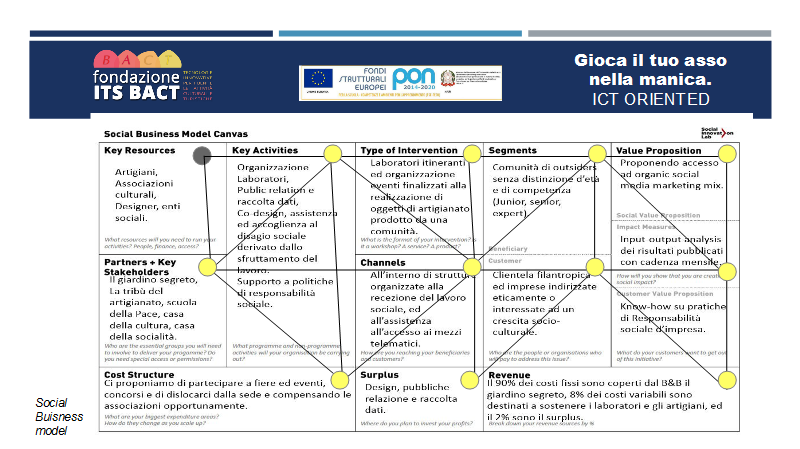 BACT
fondazione
ITS BACT
TECNOLOGIE
INNOVATIVE
PER I BENI E
LE ATTIVITÀ
CULTURALI E
TURISTICHE
FONDI
STRUTTURALI
EUROPEI
pon
2014-2020
Gioca il tuo asso
nella manica.
ICT ORIENTED
Social Business Model Canvas
Social
Innovation
Lab
Key Resources
Artigiani,
Associazioni
culturali,
Designer, enti
sociali.
What resources will you need to run your
activities? People, finance, access?
Key Activities
Organizzazione
Laboratori,
Public relation e
raccolta dati,
Co-design, assistenza
ed accoglienza al
disagio sociale
derivato dallo
sfruttamento del
lavoro.
Supporto a politiche
di responsabilità
sociale.
What programme and non-programme
activities will your organisation be carrying
out?
Type of Intervention
Laboratori itineranti
ed organizzazione
eventi finalizzati alla
realizzazione di
oggetti di artigianato
prodotto da una
comunità.
What is the format of your intervention? Is
it a workshop? A service? A product?
Segments
Comunità di outsiders
senza distinzione d'età
e di competenza
(Junior, senior,
expert).
Beneficiary
Customer
Clientela filantropica
ed imprese indirizzate
eticamente o
interessate ad un
crescita socio-
culturale.
Who are the people or organisations who
will pay to address this issue?
Value Proposition
Proponendo accesso
ad organic social
media marketing mix.
Social Value Proposition
Impact Measures
Input-output analysis
dei risultati pubblicati
con cadenza mensile.
How will you show that you are creating
social impact?
Customer Value Proposition
Know-how su pratiche
di Responsabilità
sociale d'impresa.
What do your customers want to get out
of this initiative?
Partners + Key
Stakeholders
Il giardino segreto,
La tribù del
artigianato, scuola
della Pace, casa
della cultura, casa
della socialità.
Who are the essential groups you will need
to involve to deliver your programme? Do
you need special access or permissions?
Channels
All'interno di strutture
organizzate alla
recezione del lavoro
sociale, ed
all'assistenza
all'accesso ai mezzi
telematici.
How are you reaching your beneficiaries
and customers?
Cost Structure
Ci proponiamo di partecipare a fiere ed eventi,
concorsi e di dislocarci dalla sede e compensando le
associazioni opportunamente.
What are your biggest expenditure areas?
How do they change as you scale up?
Surplus
Design, pubbliche
relazione e raccolta
dati.
Where do you plan to invest your profits?
Revenue
Il 90% dei costi fissi sono coperti dal B&B il
giardino segreto, 8% dei costi variabili sono
destinati a sostenere i laboratori e gli artigiani, ed
il 2% sono il surplus.
Break down your revenue sources by %
Social
Buisness
model